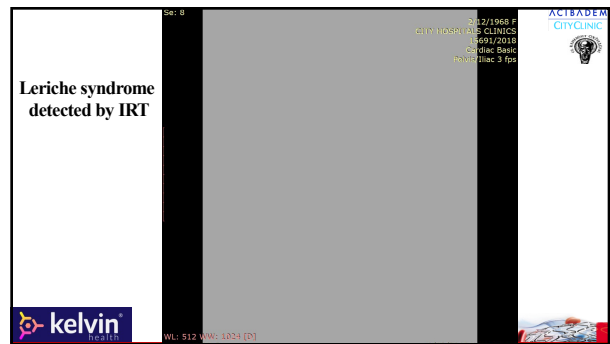 Se: 8
2/12/1968 F
CITY HOSPITALS CLINICS
15691/2018
Cardiac Basic
Pelvis/Iliac 3 fps
ACIBADEM
CITYCLINIC
Leriche syndrome
detected by IRT
kelvin
health
WL: 512 WW: 1024 [D]